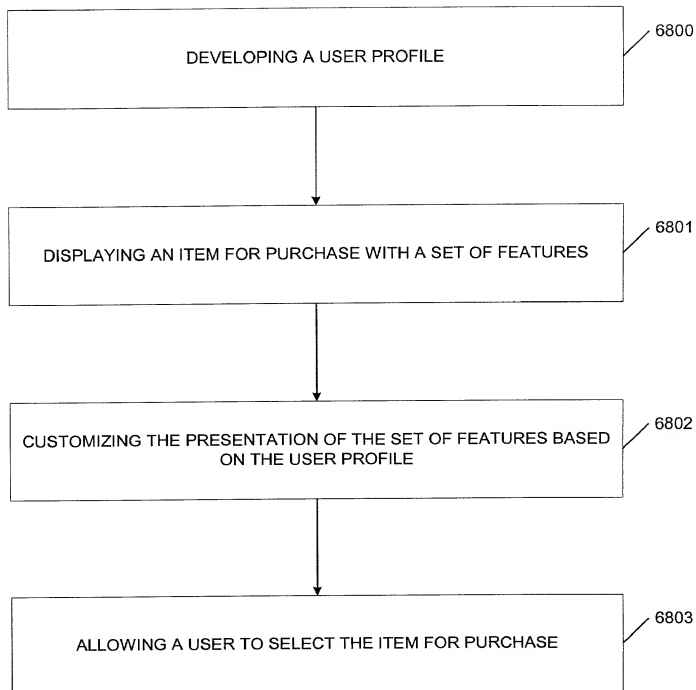 DEVELOPING A USER PROFILE
6800
DISPLAYING AN ITEM FOR PURCHASE WITH A SET OF FEATURES
6801
CUSTOMIZING THE PRESENTATION OF THE SET OF FEATURES BASED
ON THE USER PROFILE
6802
ALLOWING A USER TO SELECT THE ITEM FOR PURCHASE
6803